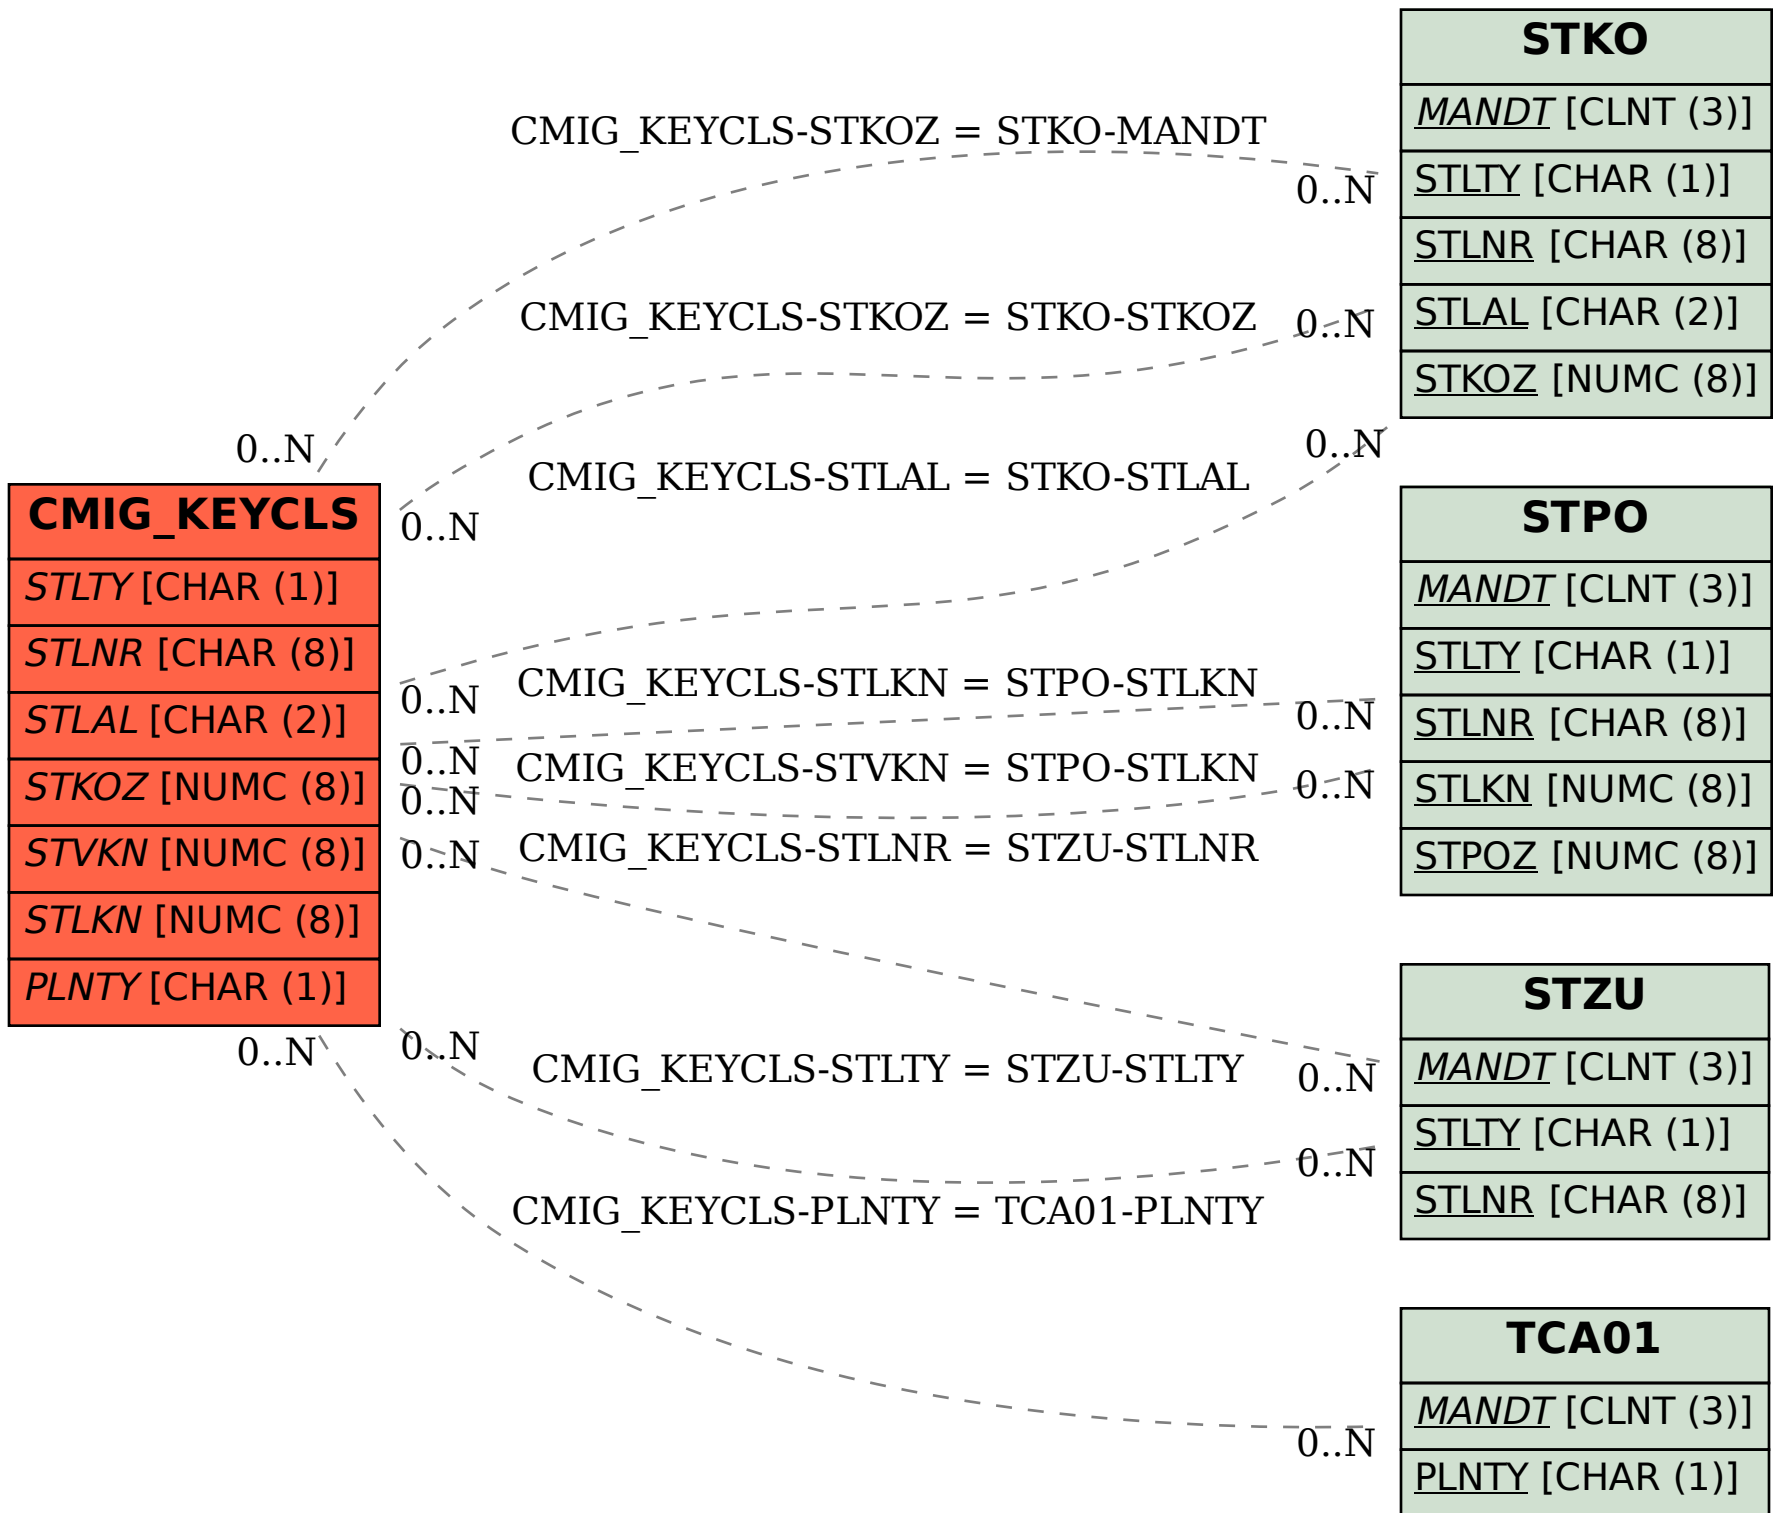 CMIG_KEYCLS
STLTY [CHAR (1)]
STLNR [CHAR (8)]
STLAL [CHAR (2)]
STKOZ [NUMC (8)]
STVKN [NUMC (8)]
STLKN [NUMC (8)]
PLNTY [CHAR (1)]
CMIG_KEYCLS-STKOZ = STKO-MANDT
0..N
0..N
CMIG_KEYCLS-STKOZ = STKO-STKOZ
0..N
0..N
CMIG_KEYCLS-STLAL = STKO-STLAL
0..N
0..N
CMIG_KEYCLS-STLKN = STPO-STLKN
0..N
0..N
CMIG_KEYCLS-STVKN = STPO-STLKN
0..N
0..N
CMIG_KEYCLS-STLNR = STZU-STLNR
0..N
0..N
CMIG_KEYCLS-STLTY = STZU-STLTY
0..N
0..N
CMIG_KEYCLS-PLNTY = TCA01-PLNTY
0..N
0..N
STKO
MANDT [CLNT (3)]
STLTY [CHAR (1)]
STLNR [CHAR (8)]
STLAL [CHAR (2)]
STKOZ [NUMC (8)]
STPO
MANDT [CLNT (3)]
STLTY [CHAR (1)]
STLNR [CHAR (8)]
STLKN [NUMC (8)]
STPOZ [NUMC (8)]
STZU
MANDT [CLNT (3)]
STLTY [CHAR (1)]
STLNR [CHAR (8)]
TCA01
MANDT [CLNT (3)]
PLNTY [CHAR (1)]